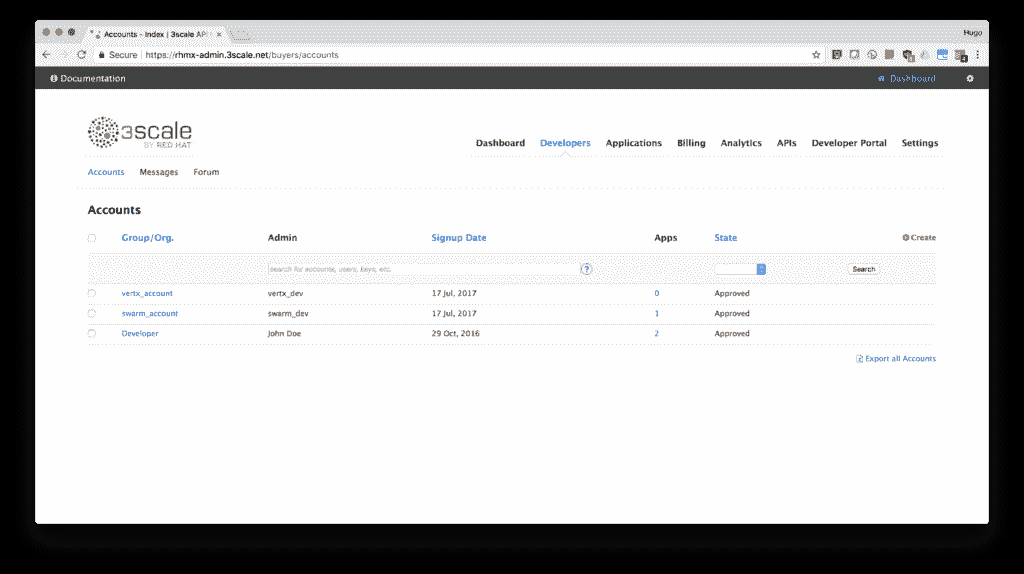 Accounts - Index | 3scale API
Hugo
Secure https://rhmx-admin.3scale.net/buyers/accounts
Documentation
Dashboard
3scale
BY RED HAT
Dashboard Developers Applications Billing Analytics APIs Developer Portal Settings
Accounts Messages Forum
Accounts
Group/Org. Admin Signup Date Apps State Create
search for accounts, users, keys, etc. ? Search
vertx_account vertx_dev 17 Jul, 2017 0 Approved
swarm_account swarm_dev 17 Jul, 2017 1 Approved
Developer John Doe 29 Oct, 2016 2 Approved
Export all Accounts